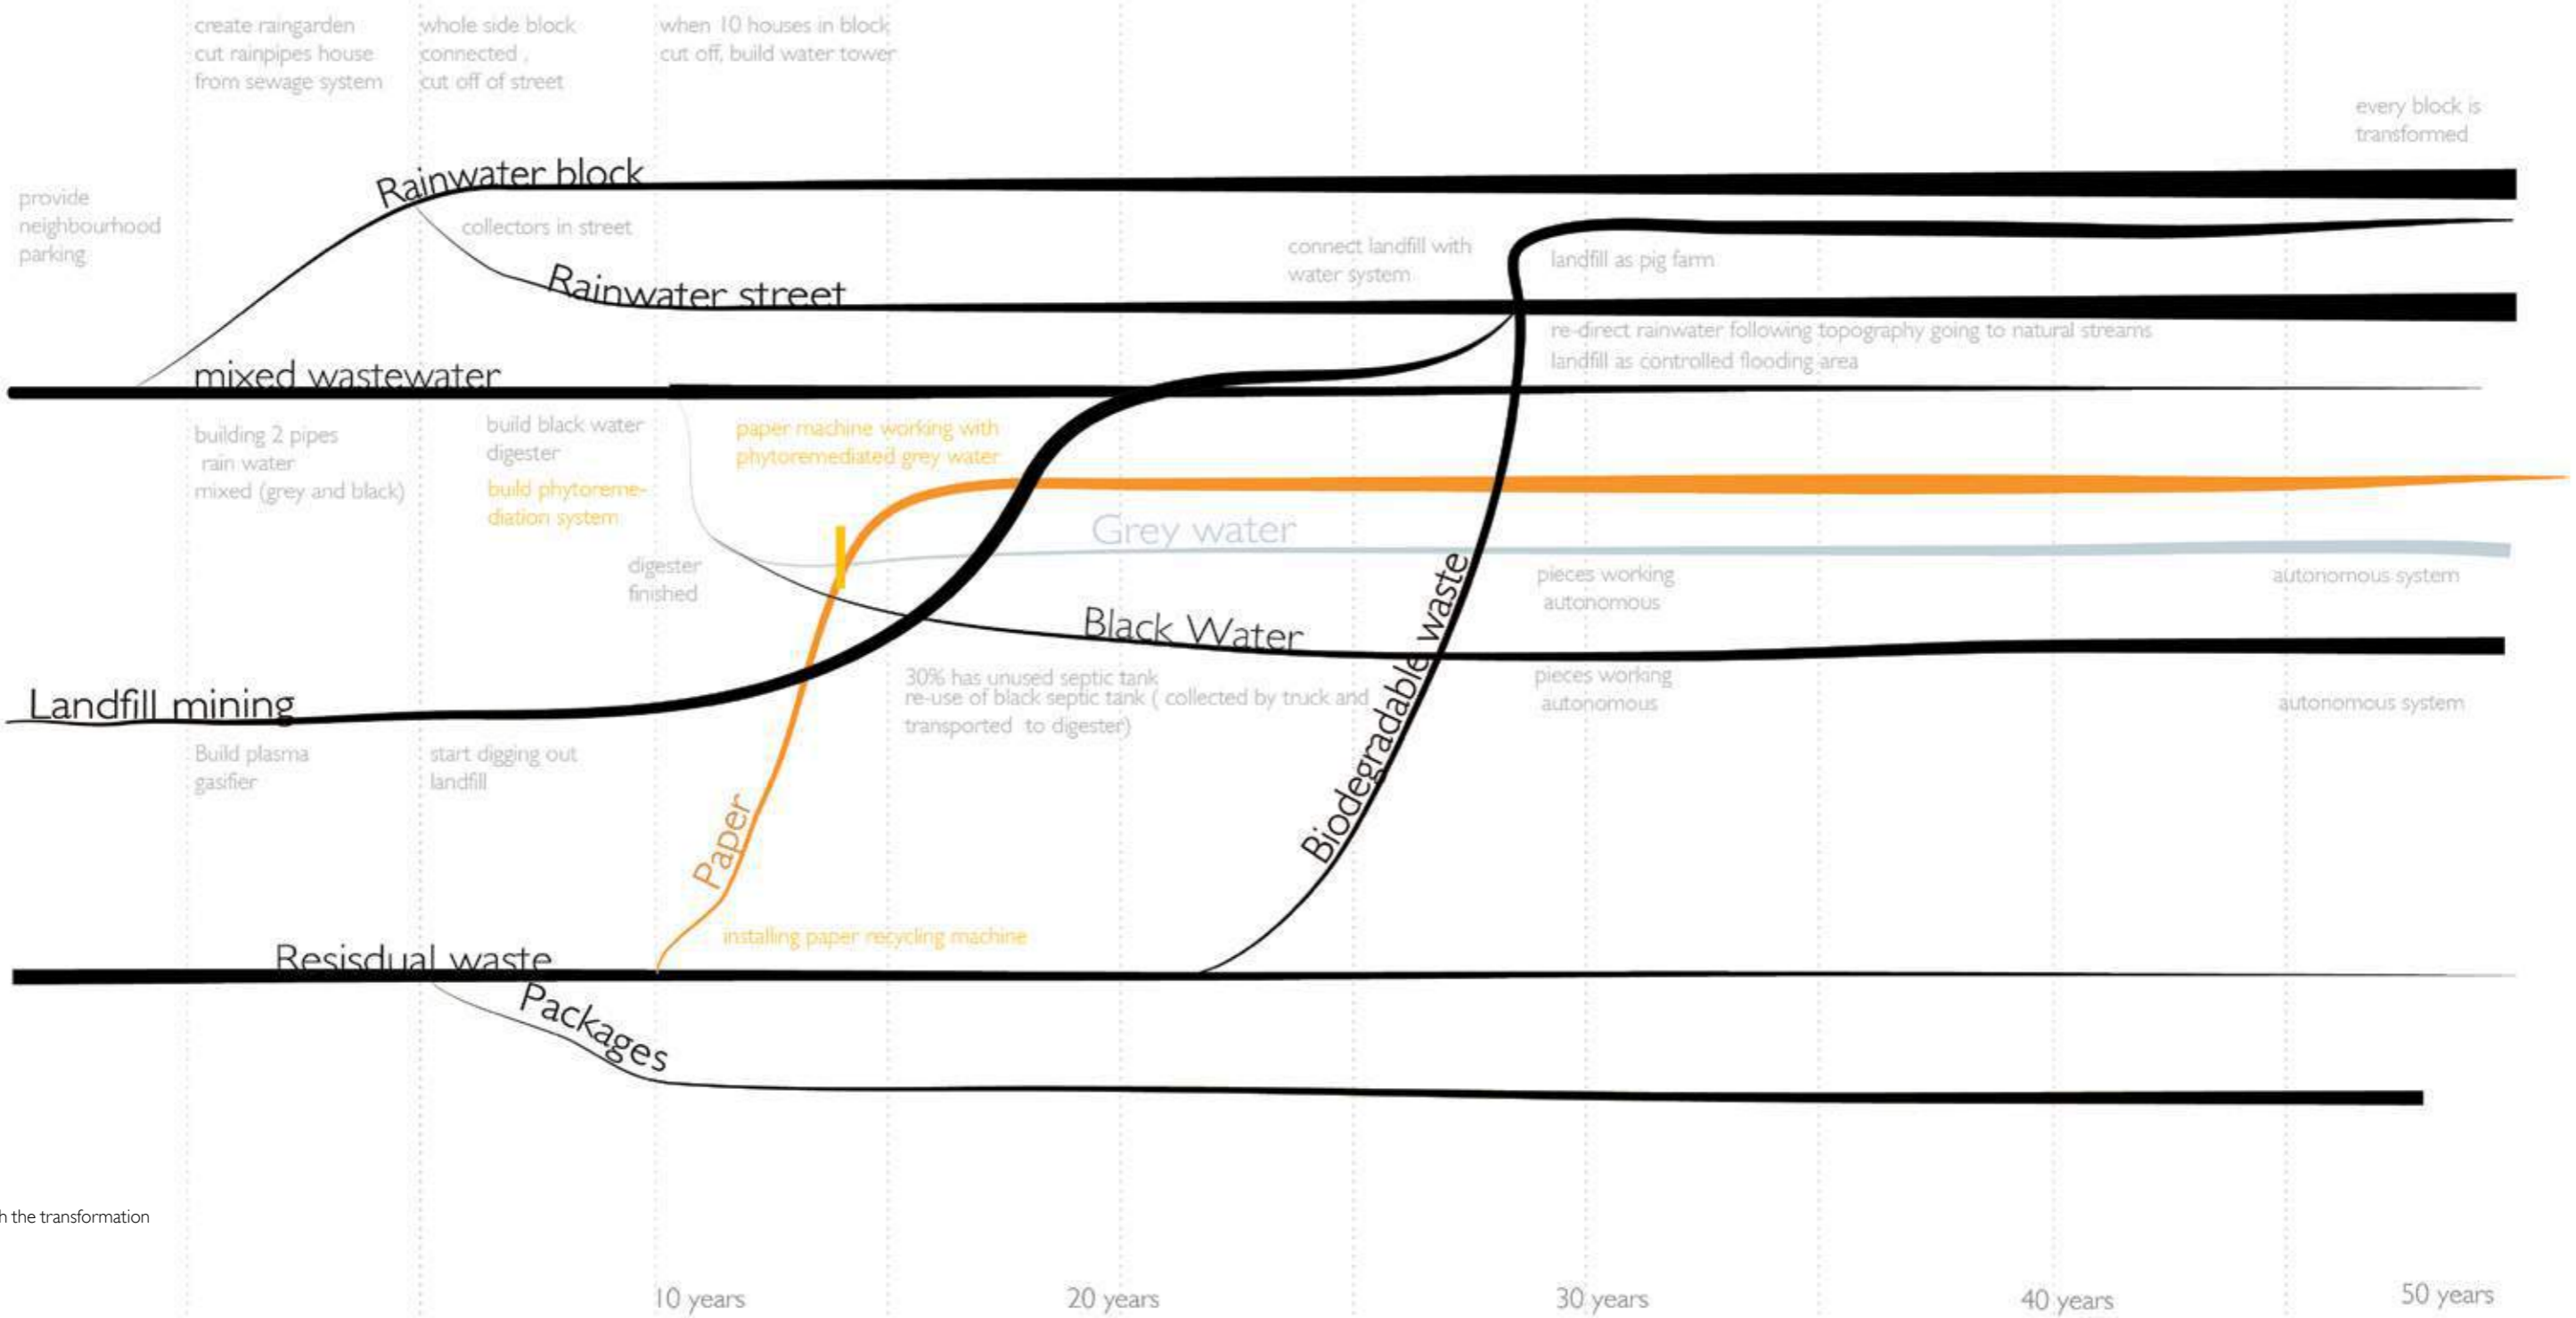 create raingarden
cut rainpipes house
from sewage system
whole side block
connected ,
cut off of street
when 10 houses in block
cut off, build water tower
every block is
transformed
provide
neighbourhood
parking
Rainwater block
collectors in street
Rainwater street
connect landfill with
water system
landfill as pig farm
re-direct rainwater following topography going to natural streams
landfill as controlled flooding area
mixed wastewater
building 2 pipes
rain water
mixed (grey and black)
build black water
digester
build phytoreme-
diation system
paper machine working with
phytoremediated grey water
Grey water
digester
finished
pieces working
autonomous
autonomous system
Black Water
30% has unused septic tank
re-use of black septic tank ( collected by truck and
transported to digester)
pieces working
autonomous
autonomous system
Biodegradable waste
Landfill mining
Build plasma
gasifier
start digging out
landfill
Paper
installing paper recycling machine
Resisdual waste
Packages
h the transformation
10 years
20 years
30 years
40 years
50 years